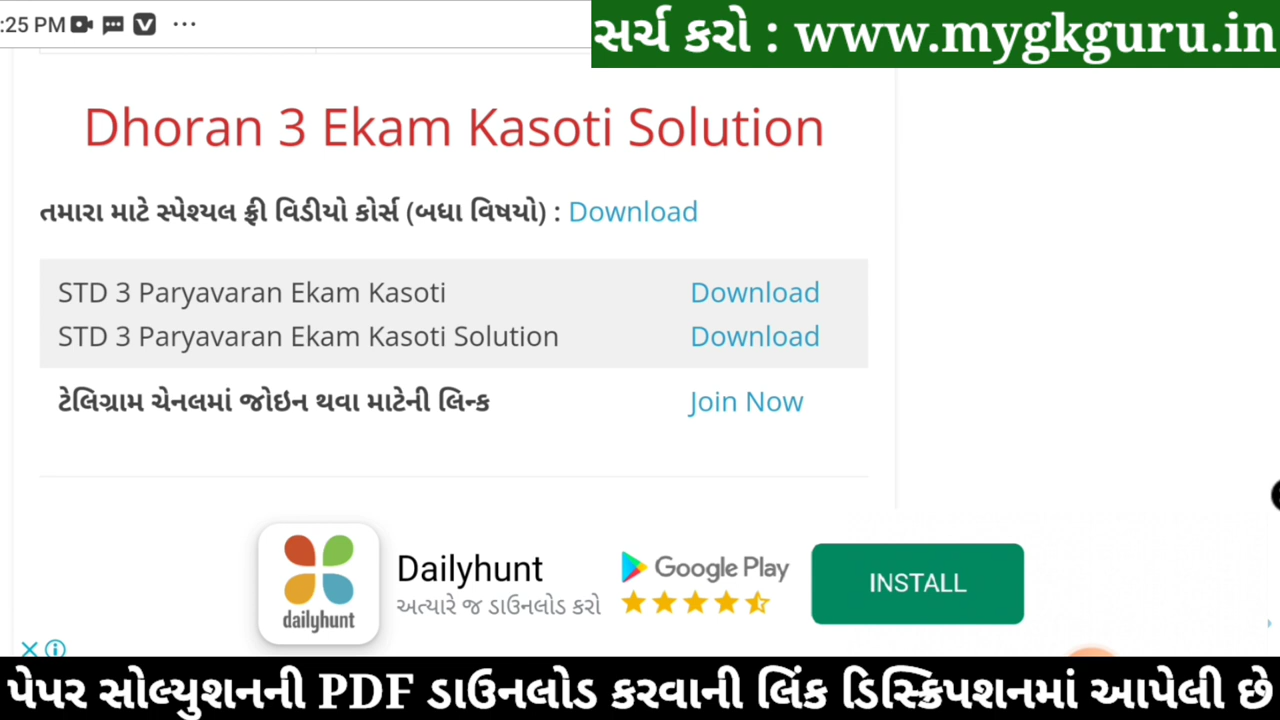 :25 PM
સર્ચ કરો : www.mygkguru.in
Dhoran 3 Ekam Kasoti Solution
તમારા માટે સ્પેશ્યલ ફ્રી વિડીયો કોર્સ (બધા વિષયો) : Download
STD 3 Paryavaran Ekam Kasoti Download
STD 3 Paryavaran Ekam Kasoti Solution Download
ટેલિગ્રામ ચેનલમાં જોઇન થવા માટેની લિન્ક Join Now
dailyhunt
Dailyhunt
અત્યારે જ ડાઉનલોડ કરો
Google Play
INSTALL
પેપર સોલ્યુશનની PDF ડાઉનલોડ કરવાની લિંક ડિસ્ક્રિપશનમાં આપેલી છે